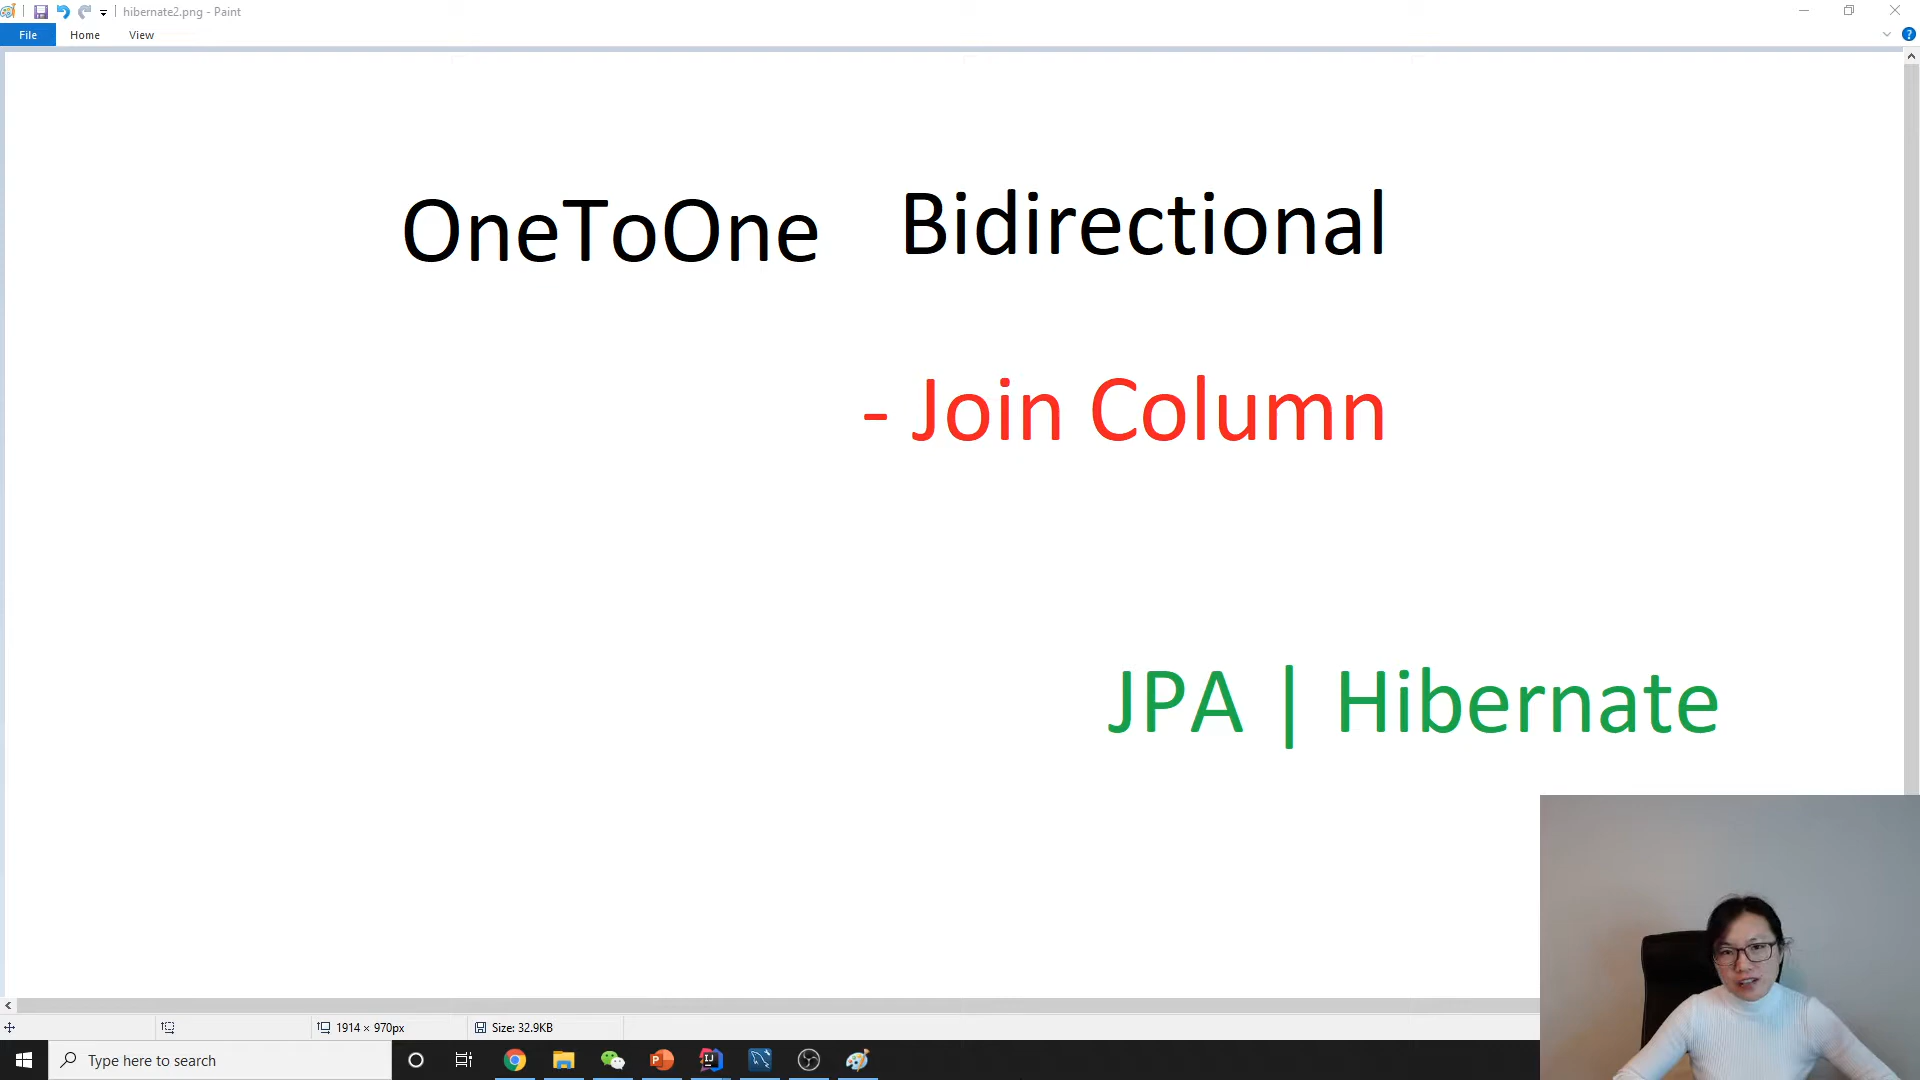 hibernate2.png - Paint
File Home View
OneToOne Bidirectional
- Join Column
JPA | Hibernate
1914 × 970px Size: 32.9KB
Type here to search